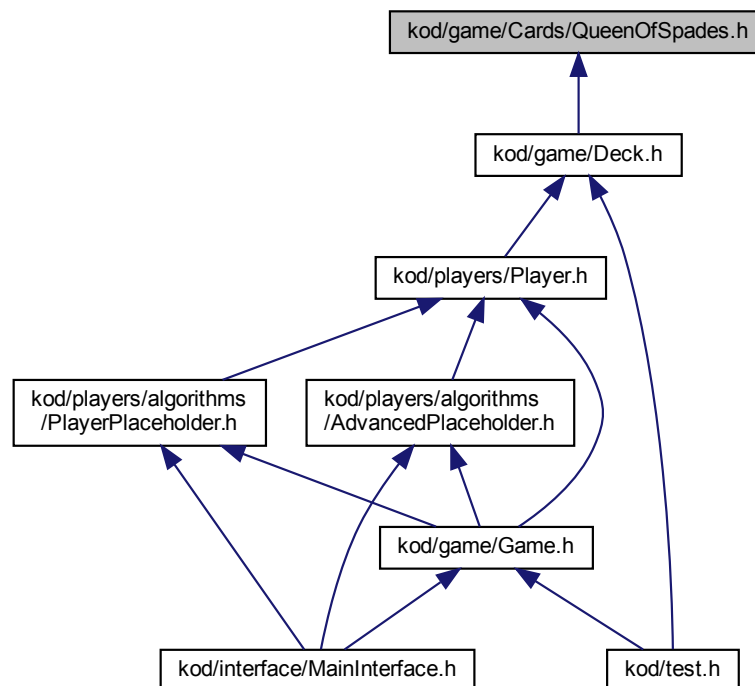 kod/game/Cards/QueenOfSpades.h
kod/game/Deck.h
kod/players/Player.h
kod/players/algorithms
/PlayerPlaceholder.h
kod/players/algorithms
/AdvancedPlaceholder.h
kod/game/Game.h
kod/interface/MainInterface.h
kod/test.h